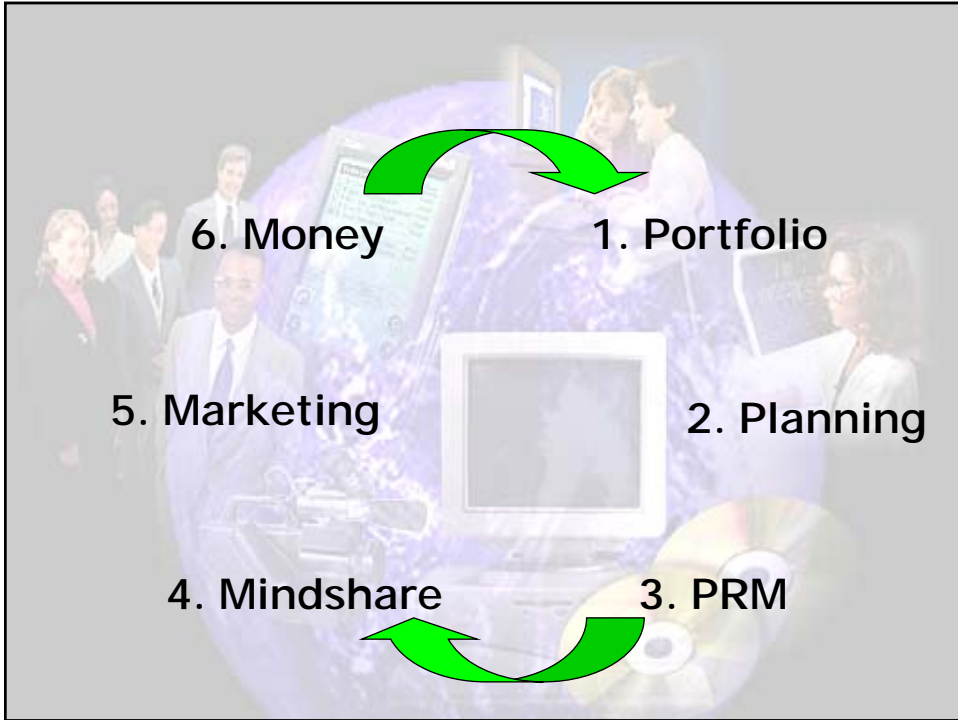 6. Money
1. Portfolio
5. Marketing
2. Planning
4. Mindshare
3. PRM